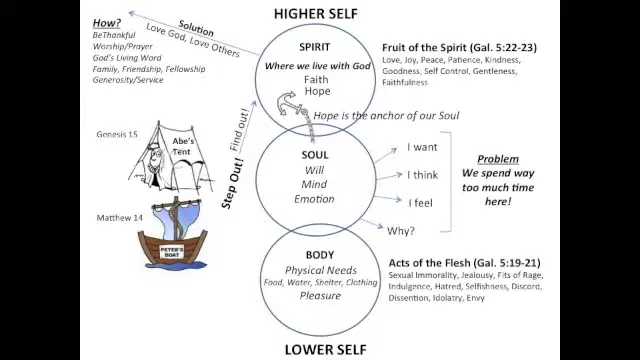 HIGHER SELF
How?
BeThankful
Worship/Prayer
God's Living Word
Family, Friendship, Fellowship
Generosity/Service
Solution
Love God, Love Others
SPIRIT
Where we live with God
Faith
Hope
Fruit of the Spirit (Gal. 5:22-23)
Love, Joy, Peace, Patience, Kindness,
Goodness, Self Control, Gentleness,
Faithfulness
Hope is the anchor of our Soul
Step Out! Find out!
Genesis 15
Abe's
Tent
SOUL
Will
Mind
Emotion
I want
I think
I feel
Why?
Problem
We spend way
too much time
here!
Matthew 14
PETER'S
BOAT
BODY
Physical Needs
Food, Water, Shelter, Clothing
Pleasure
Acts of the Flesh (Gal. 5:19-21)
Sexual Immorality, Jealousy, Fits of Rage,
Indulgence, Hatred, Selfishness, Discord,
Dissention, Idolatry, Envy
LOWER SELF